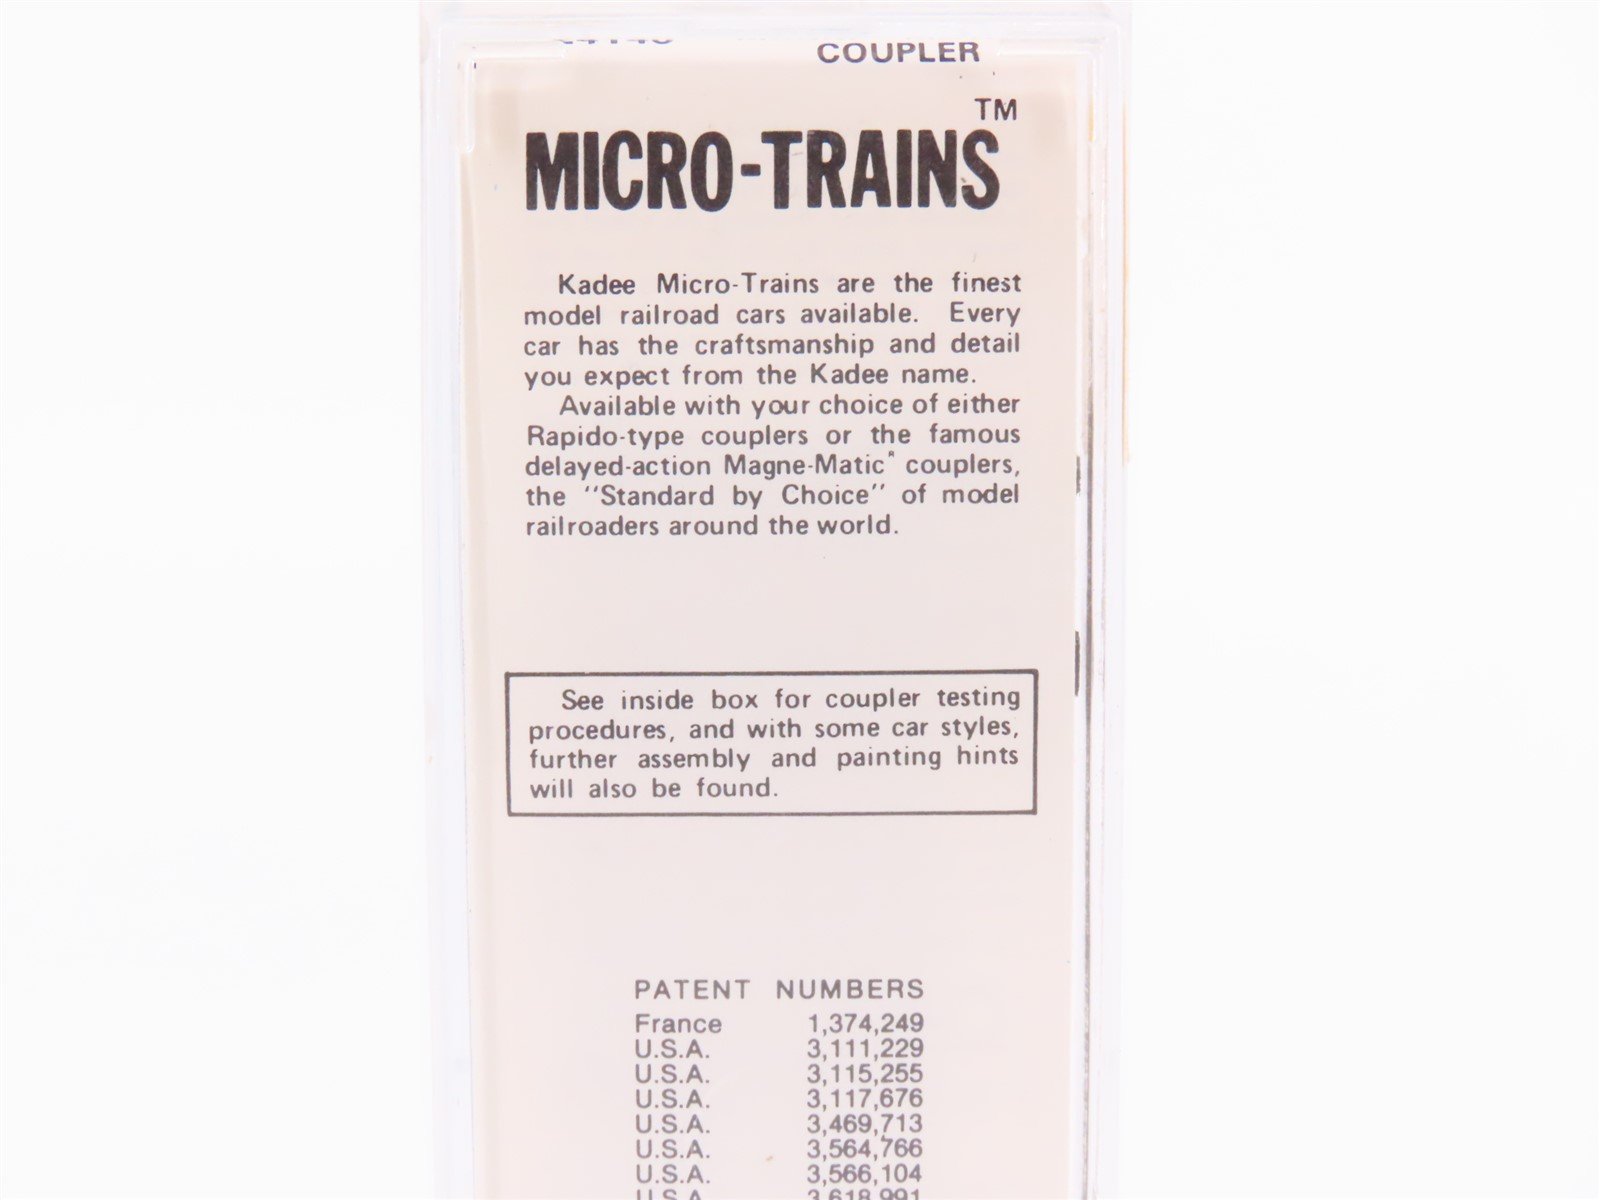 COUPLER
TM
MICRO-TRAINS
Kadee Micro-Trains are the finest
model railroad cars available. Every
car has the craftsmanship and detail
you expect from the Kadee name.
Available with your choice of either
Rapido-type couplers or the famous
delayed-action Magne-Matic® couplers,
the "Standard by Choice" of model
railroaders around the world.
See inside box for coupler testing
procedures, and with some car styles,
further assembly and painting hints
will also be found.
PATENT NUMBERS
France 1,374,249
U.S.A. 3,111,229
U.S.A. 3,115,255
U.S.A. 3,117,676
U.S.A. 3,469,713
U.S.A. 3,564,766
U.S.A. 3,566,104
U.S.A. 3,618,991